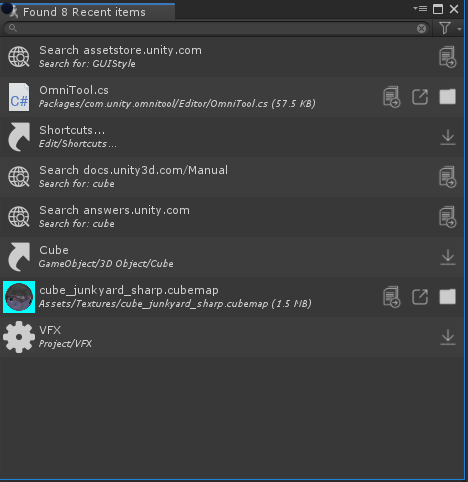 Found 8 Recent items
Search assetstore.unity.com
Search for: GUIStyle
OmniTool.cs
C#
Packages/com.unity.omnitool/Editor/OmniTool.cs (57.5 KB)
Shortcuts...
Edit/Shortcuts...
Search docs.unity3d.com/Manual
Search for: cube
Search answers.unity.com
Search for: cube
Cube
GameObject/3D Object/Cube
cube_junkyard_sharp.cubemap
Assets/Textures/cube_junkyard_sharp.cubemap (1.5 MB)
VFX
Project/VFX